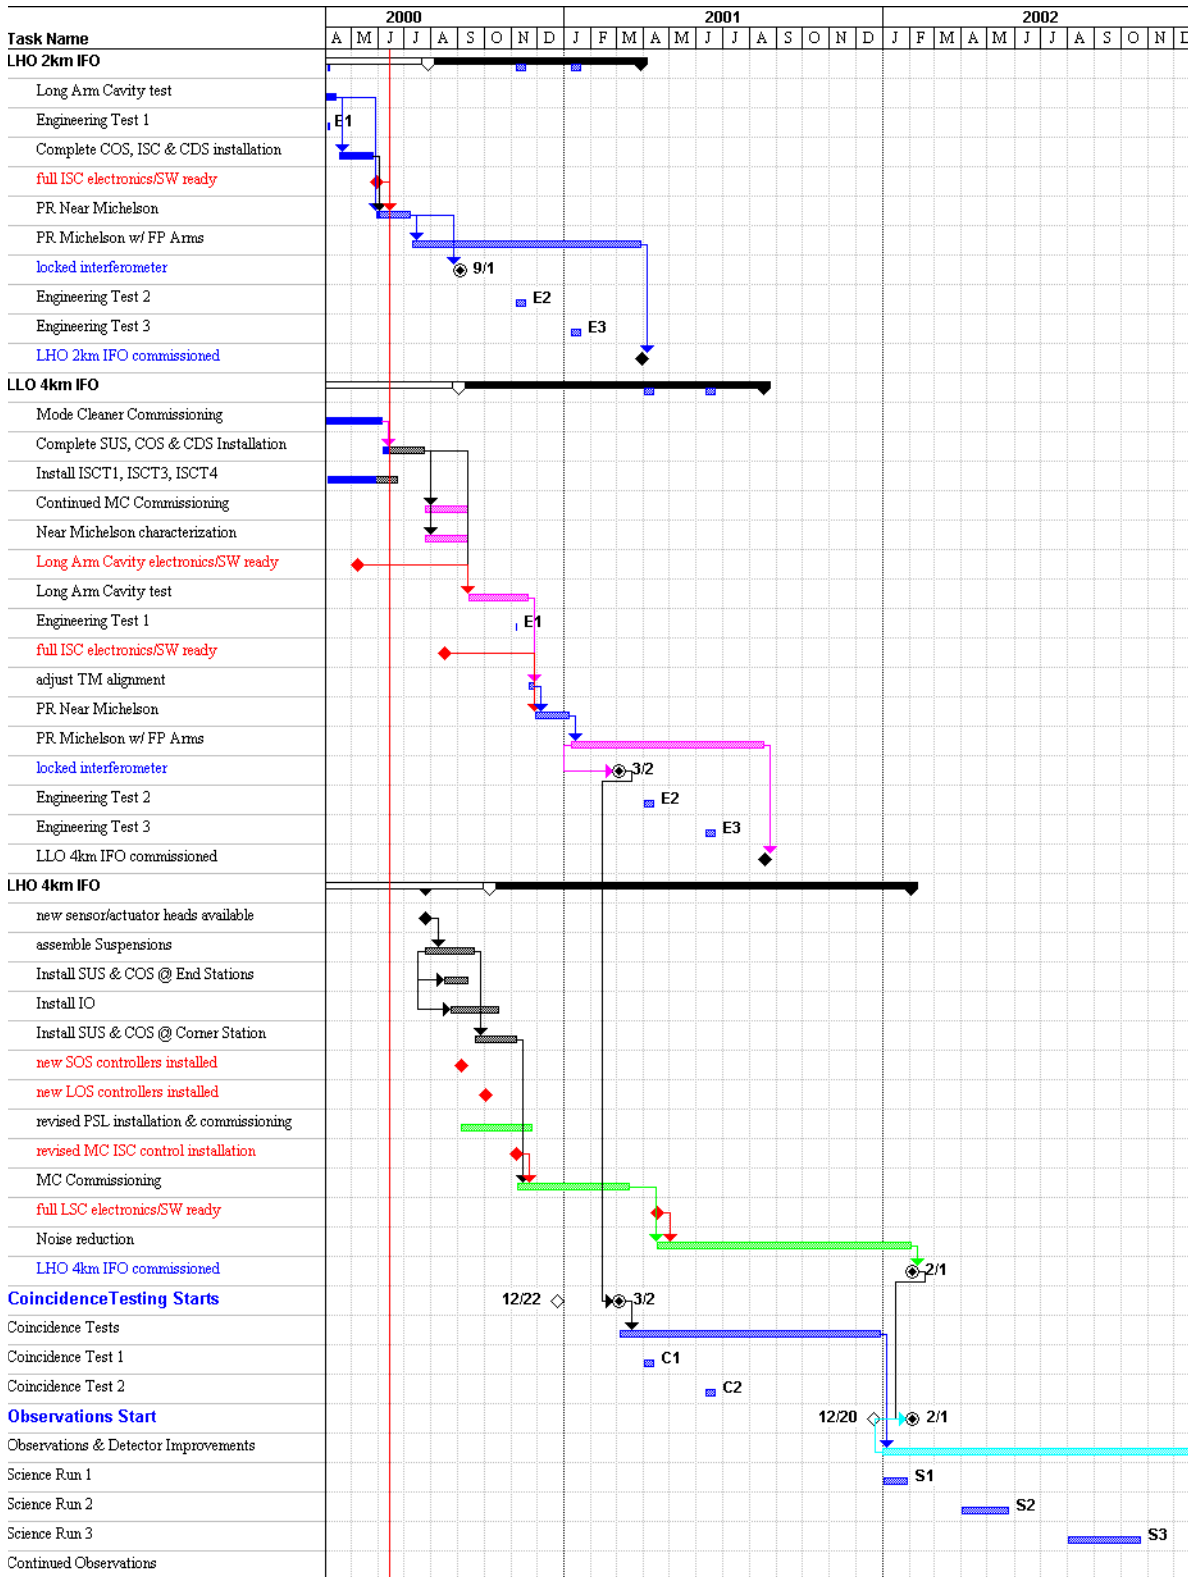 2000 2001 2002
Task Name A M J J A S O N D J F M A M J J A S O N D J F M A M J J A S O N D
LHO 2km IFO
Long Arm Cavity test
Engineering Test 1 E1
Complete COS, ISC & CDS installation
full ISC electronics/SW ready
PR Near Michelson
PR Michelson w/ FP Arms
locked interferometer 9/1
Engineering Test 2 E2
Engineering Test 3 E3
LHO 2km IFO commissioned
LLO 4km IFO
Mode Cleaner Commissioning
Complete SUS, COS & CDS Installation
Install ISCT1, ISCT3, ISCT4
Continued MC Commissioning
Near Michelson characterization
Long Arm Cavity electronics/SW ready
Long Arm Cavity test
Engineering Test 1 E1
full ISC electronics/SW ready
adjust TM alignment
PR Near Michelson
PR Michelson w/ FP Arms
locked interferometer 3/2
Engineering Test 2 E2
Engineering Test 3 E3
LLO 4km IFO commissioned
LHO 4km IFO
new sensor/actuator heads available
assemble Suspensions
Install SUS & COS @ End Stations
Install IO
Install SUS & COS @ Corner Station
new SOS controllers installed
new LOS controllers installed
revised PSL installation & commissioning
revised MC ISC control installation
MC Commissioning
full LSC electronics/SW ready
Noise reduction
LHO 4km IFO commissioned 2/1
CoincidenceTesting Starts 12/22 3/2
Coincidence Tests
Coincidence Test 1 C1
Coincidence Test 2 C2
Observations Start 12/20 2/1
Observations & Detector Improvements
Science Run 1 S1
Science Run 2 S2
Science Run 3 S3
Continued Observations